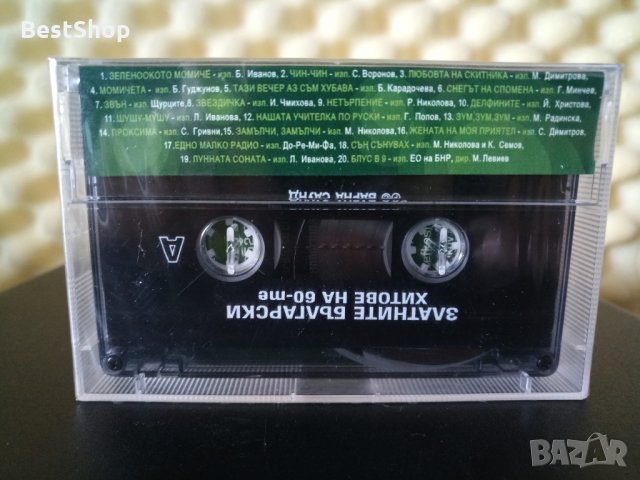 BestShop
1. ЗЕЛЕНООКОТО МОМИЧЕ - изп. Б. Иванов, 2. ЧИН-ЧИН - изп. С. Воронов, 3. ЛЮБОВТА НА СКИТНИКА - изп. М. Димитрова,
4. МОМИЧЕТА - изп. Б. Гуджунов, 5. ТАЗИ ВЕЧЕР АЗ СЪМ ХУБАВА - изп. Б. Карадочева, 6. СНЕГЪТ НА СПОМЕНА - изп. Г. Минчев,
7. ЗВЪН - изп. Щурците, 8. ЗВЕЗДИЧКА - изп. И. Чмихова, 9. НЕТЪРПЕНИЕ - изп. Р. Николова, 10. ДЕЛФИНИТЕ - изп. Й. Христова,
11. ШУШУ-МУШУ - изп. Л. Иванова, 12. НАШАТА УЧИТЕЛКА ПО РУСКИ - изп. Г. Попов, 13. ЗУМ, ЗУМ, ЗУМ - изп. М. Радинска,
14. ПРОКСИМА - изп. С. Гривни, 15. ЗАМЪЛЧИ, ЗАМЪЛЧИ - изп. М. Николова, 16. ЖЕНАТА НА МОЯ ПРИЯТЕЛ - изп. С. Димитров,
17. ЕДНО МАЛКО РАДИО - изп. До-Ре-Ми-Фа, 18. СЪН СЪНУВАХ - изп. М. Николова и К. Семов,
19. ЛУННАТА СОНАТА - изп. Л. Иванова, 20. БЛУС В 9 - изп. ЕО на БНР, дир. М. Левиев
ВАРНА САУНД
A
ЗЛАТНИТЕ БЪЛГАРСКИ
ХИТОВЕ НА 60-те
BAZAR